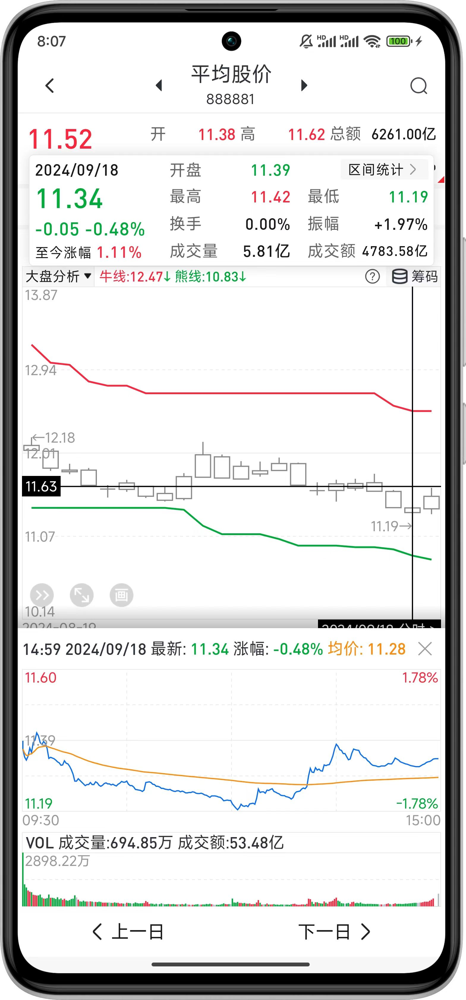 8:07 HD HD 100
平均股价
888881
11.52 开 11.38 高 11.62 总额 6261.00亿
2024/09/18 开盘 11.39 区间统计
11.34 最高 11.42 最低 11.19
-0.05 -0.48% 换手 0.00% 振幅 +1.97%
至今涨幅 1.11% 成交量 5.81亿 成交额 4783.58亿
大盘分析 牛线:12.47↓ 熊线:10.83↓ ? 筹码
13.87
12.94
←12.18
12.01
11.63
11.19→
11.07
画
10.14
2024-08-19 2024/09/18 分时 >
14:59 2024/09/18 最新: 11.34 涨幅: -0.48% 均价: 11.28
11.60 1.78%
11.39
11.19 -1.78%
09:30 15:00
VOL 成交量:694.85万 成交额:53.48亿
2898.22万
上一日 下一日